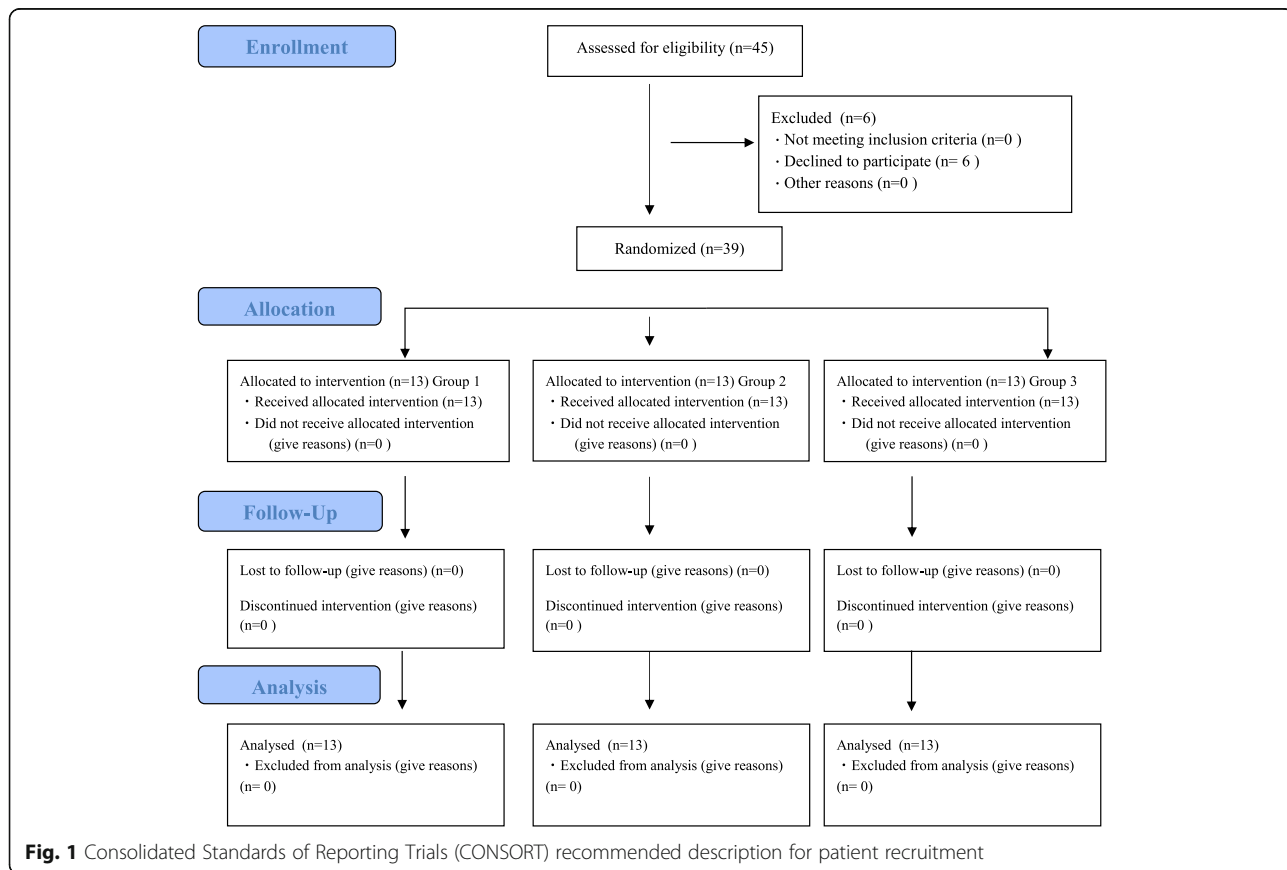 Enrollment
Assessed for eligibility (n=45)
Excluded (n=6)
· Not meeting inclusion criteria (n=0 )
· Declined to participate (n= 6 )
· Other reasons (n=0 )
Randomized (n=39)
Allocation
Allocated to intervention (n=13) Group 1
· Received allocated intervention (n=13)
· Did not receive allocated intervention
(give reasons) (n=0 )
Allocated to intervention (n=13) Group 2
· Received allocated intervention (n=13)
· Did not receive allocated intervention
(give reasons) (n=0 )
Allocated to intervention (n=13) Group 3
· Received allocated intervention (n=13)
· Did not receive allocated intervention
(give reasons) (n=0 )
Follow-Up
Lost to follow-up (give reasons) (n=0)
Discontinued intervention (give reasons)
(n=0 )
Lost to follow-up (give reasons) (n=0)
Discontinued intervention (give reasons)
(n=0 )
Lost to follow-up (give reasons) (n=0)
Discontinued intervention (give reasons)
(n=0 )
Analysis
Analysed (n=13)
· Excluded from analysis (give reasons)
(n= 0)
Analysed (n=13)
· Excluded from analysis (give reasons)
(n= 0)
Analysed (n=13)
· Excluded from analysis (give reasons)
(n= 0)
Fig. 1 Consolidated Standards of Reporting Trials (CONSORT) recommended description for patient recruitment